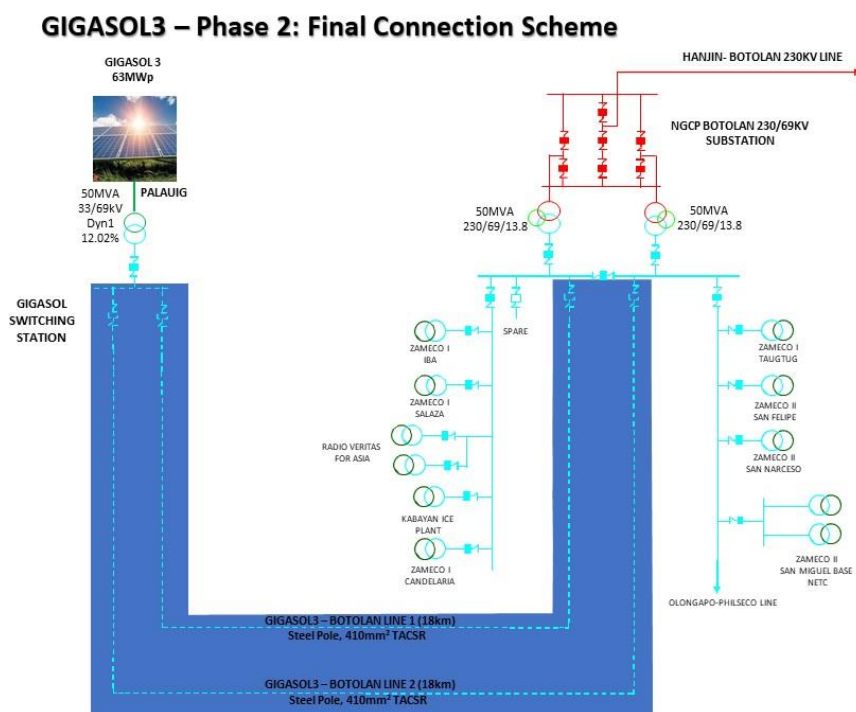 GIGASOL3 – Phase 2: Final Connection Scheme
GIGASOL 3
63MWp
HANJIN- BOTOLAN 230KV LINE
NGCP BOTOLAN 230/69KV
SUBSTATION
50MVA
33/69kV
Dyn1
12.02%
PALAUIG
50MVA
230/69/13.8
50MVA
230/69/13.8
GIGASOL
SWITCHING
STATION
SPARE
ZAMECO I
IBA
ZAMECO I
SALAZA
RADIO VERITAS
FOR ASIA
KABAYAN ICE
PLANT
ZAMECO I
CANDELARIA
ZAMECO I
TAUGTUG
ZAMECO II
SAN FELIPE
ZAMECO II
SAN NARCESO
ZAMECO II
SAN MIGUEL BASE
NETC
OLONGAPO-PHILSECO LINE
GIGASOL3 – BOTOLAN LINE 1 (18km)
Steel Pole, 410mm² TACSR
GIGASOL3 – BOTOLAN LINE 2 (18km)
Steel Pole, 410mm² TACSR